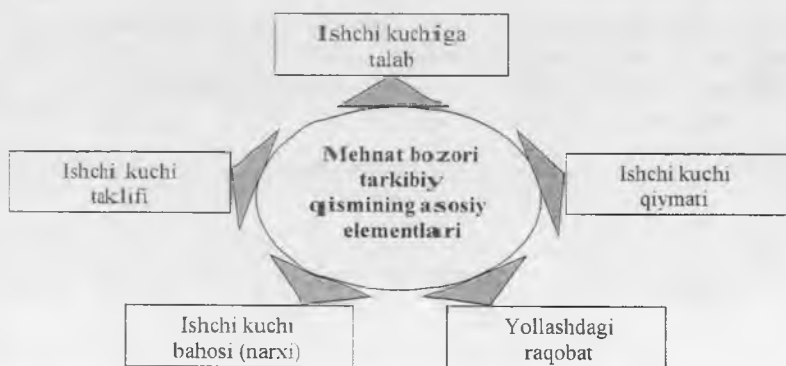 Ishchi kuchiga
talab
Ishchi kuchi
taklifi
Mehnat bozori
tarkibiy
qismining asosiy
elementlari
Ishchi kuchi
qiymati
Ishchi kuchi
bahosi (narxi)
Yollashdagi
raqobat